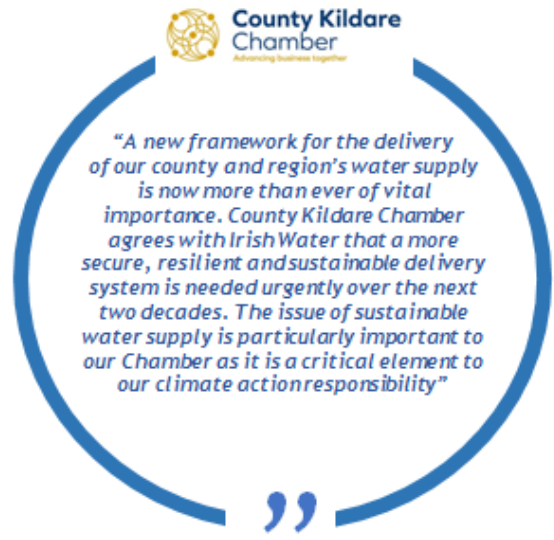 County Kildare
Chamber
Advancing business together
“A new framework for the delivery
of our county and region’s water supply
is now more than ever of vital
importance. County Kildare Chamber
agrees with Irish Water that a more
secure, resilient and sustainable delivery
system is needed urgently over the next
two decades. The issue of sustainable
water supply is particularly important to
our Chamber as it is a critical element to
our climate action responsibility”
”